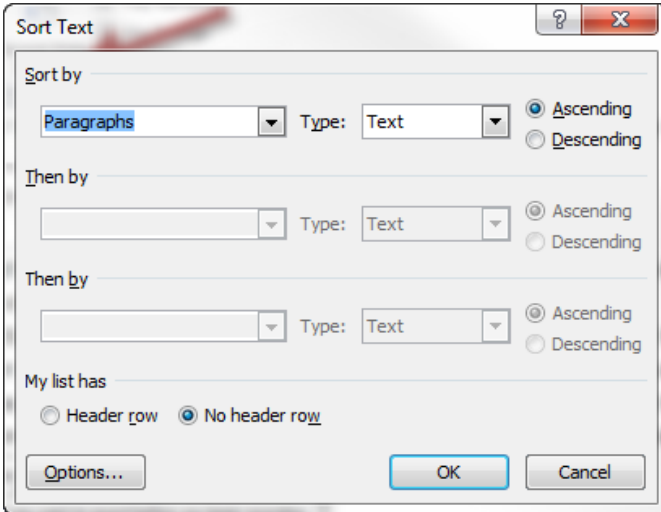 Sort Text
Sort by
Paragraphs Type: Text Ascending
Descending
Then by
Type: Text Ascending
Descending
Then by
Type: Text Ascending
Descending
My list has
Header row No header row
Options... OK Cancel